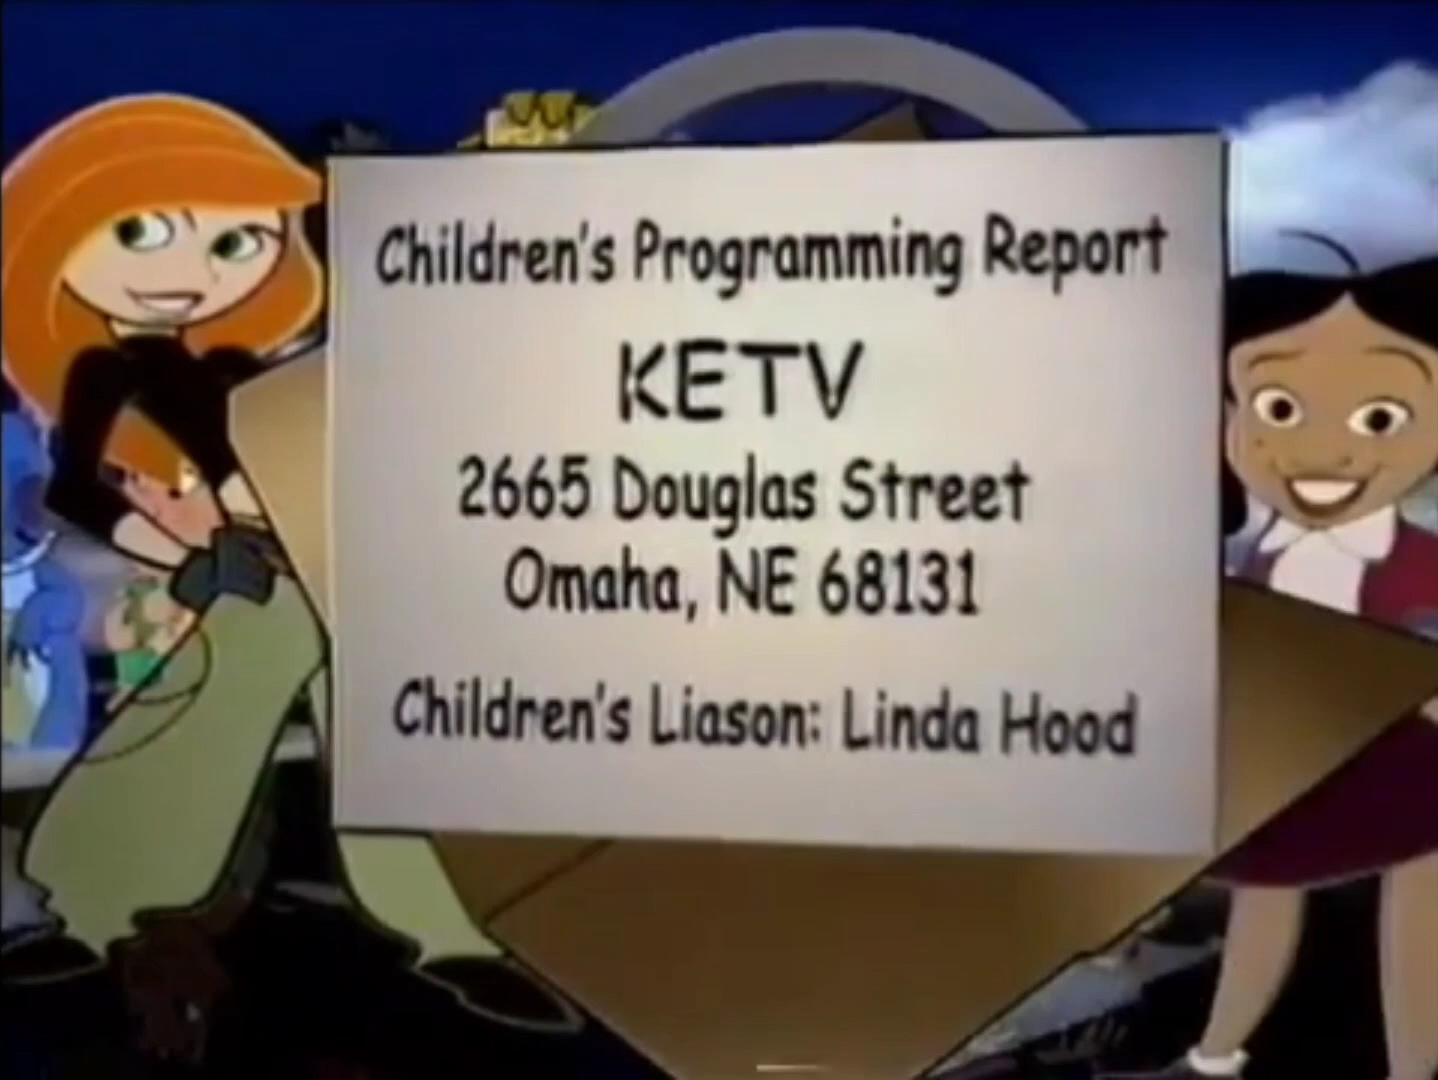 Children's Programming Report
KETV
2665 Douglas Street
Omaha, NE 68131
Children's Liason: Linda Hood